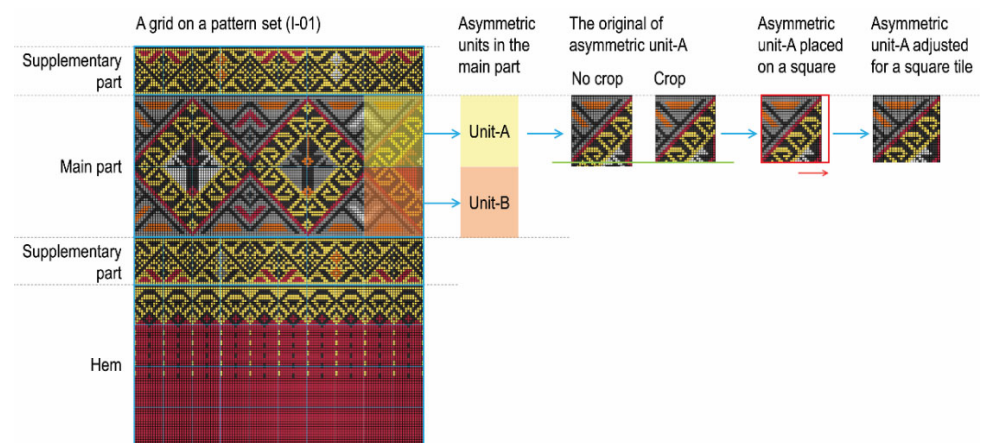 A grid on a pattern set (I-01)
Supplementary
part
Main part
Supplementary
part
Hem
Asymmetric
units in the
main part
Unit-A
Unit-B
The original of
asymmetric unit-A
No crop
Crop
Asymmetric
unit-A placed
on a square
Asymmetric
unit-A adjusted
for a square tile